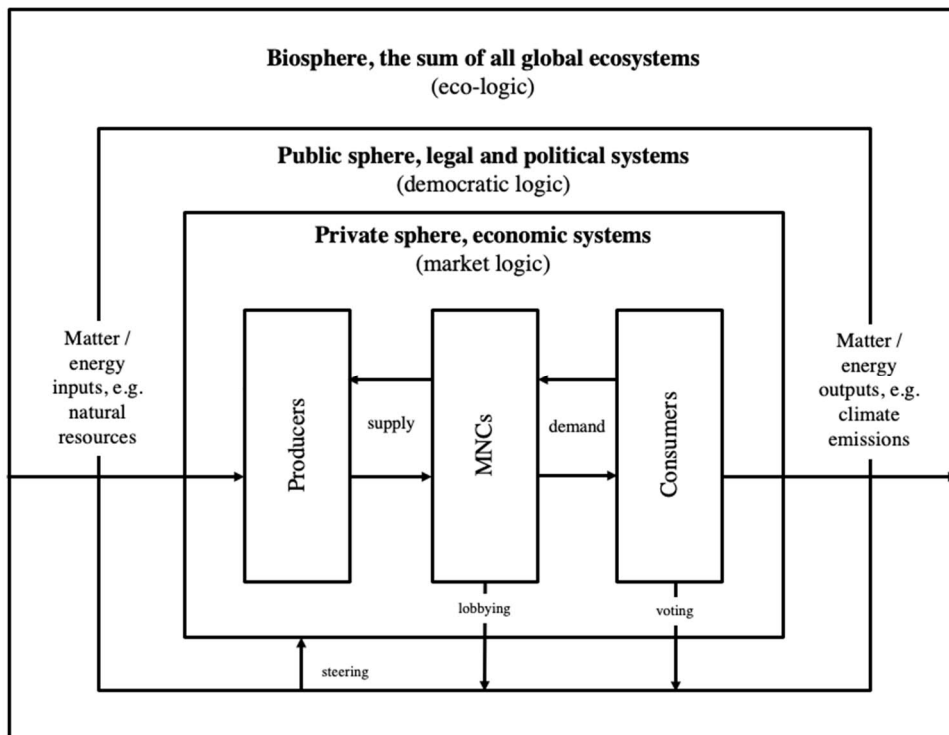 Biosphere, the sum of all global ecosystems
(eco-logic)
Public sphere, legal and political systems
(democratic logic)
Private sphere, economic systems
(market logic)
Matter /
energy
inputs, e.g.
natural
resources
Producers
supply
MNCs
demand
Consumers
Matter /
energy
outputs, e.g.
climate
emissions
lobbying
voting
steering